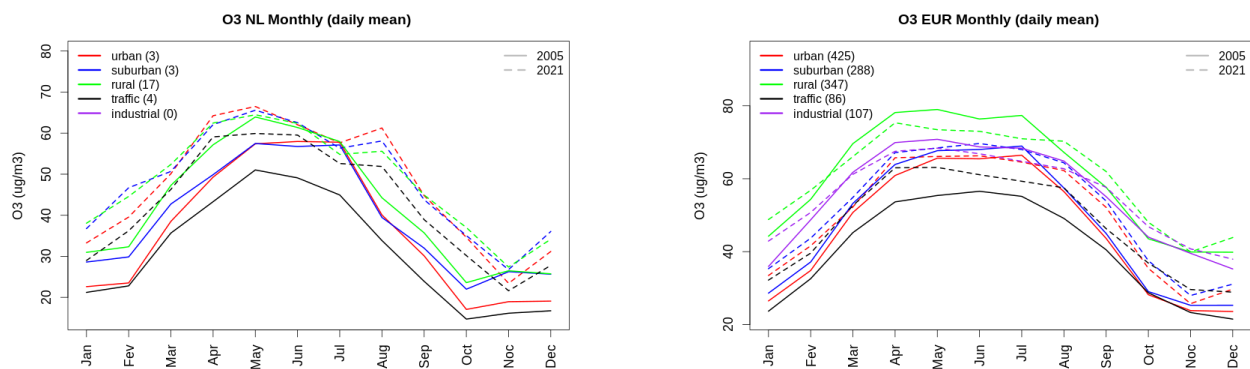 O3 NL Monthly (daily mean)
O3 (ug/m3)
80
70
60
50
40
30
20
urban (3)
suburban (3)
rural (17)
traffic (4)
industrial (0)
2005
2021
Jan
Fev
Mar
Apr
May
Jun
Jul
Aug
Sep
Oct
Noc
Dec
O3 EUR Monthly (daily mean)
O3 (ug/m3)
80
60
40
20
urban (425)
suburban (288)
rural (347)
traffic (86)
industrial (107)
2005
2021
Jan
Fev
Mar
Apr
May
Jun
Jul
Aug
Sep
Oct
Noc
Dec